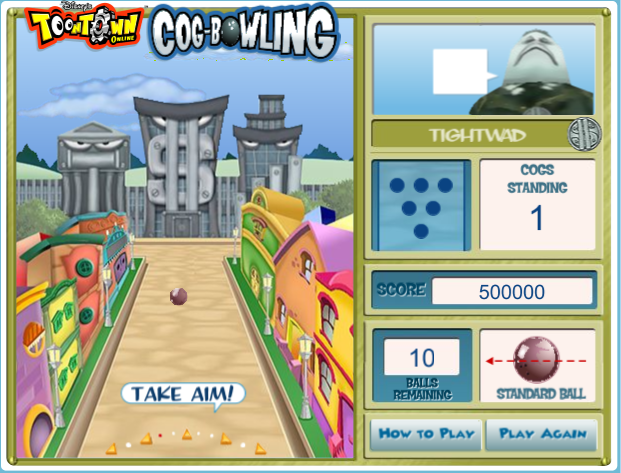 Disney's
TOONTOWN
ONLINE
COG-BOWLING
TIGHTWAD
COGS
STANDING
1
SCORE
500000
10
BALLS
REMAINING
STANDARD BALL
TAKE AIM!
HOW TO PLAY
PLAY AGAIN